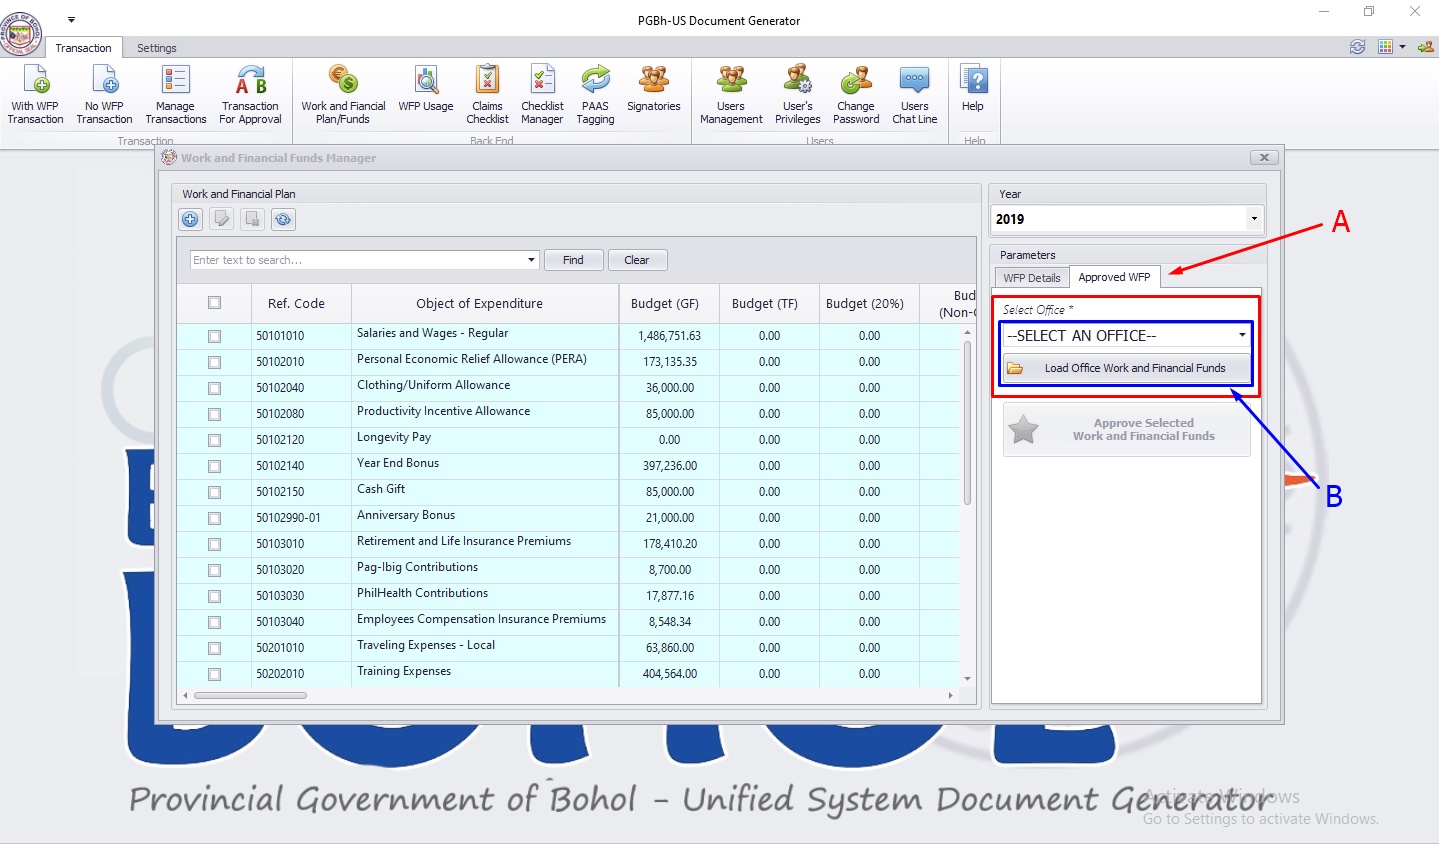 PGBh-US Document Generator
Transaction
Settings
With WFP
Transaction
No WFP
Transaction
Manage
Transactions
Transaction
For Approval
Transaction
Work and Fiancial
Plan/Funds
WFP Usage
Claims
Checklist
Checklist
Manager
PAAS
Tagging
Signatories
Back End
Users
Management
User's
Privileges
Change
Password
Users
Chat Line
Users
Help
Help
Work and Financial Funds Manager
Work and Financial Plan
Enter text to search...
Find
Clear
Ref. Code Object of Expenditure Budget (GF) Budget (TF) Budget (20%) Bud
(Non-
50101010 Salaries and Wages - Regular 1,486,751.63 0.00 0.00
50102010 Personal Economic Relief Allowance (PERA) 173,135.35 0.00 0.00
50102040 Clothing/Uniform Allowance 36,000.00 0.00 0.00
50102080 Productivity Incentive Allowance 85,000.00 0.00 0.00
50102120 Longevity Pay 0.00 0.00 0.00
50102140 Year End Bonus 397,236.00 0.00 0.00
50102150 Cash Gift 85,000.00 0.00 0.00
50102990-01 Anniversary Bonus 21,000.00 0.00 0.00
50103010 Retirement and Life Insurance Premiums 178,410.20 0.00 0.00
50103020 Pag-Ibig Contributions 8,700.00 0.00 0.00
50103030 PhilHealth Contributions 17,877.16 0.00 0.00
50103040 Employees Compensation Insurance Premiums 8,548.34 0.00 0.00
50201010 Traveling Expenses - Local 63,860.00 0.00 0.00
50202010 Training Expenses 404,564.00 0.00 0.00
Year
2019
Parameters
WFP Details
Approved WFP
Select Office *
--SELECT AN OFFICE--
Load Office Work and Financial Funds
Approve Selected
Work and Financial Funds
A
B
Provincial Government of Bohol - Unified System Document Generator
Activate Windows
Go to Settings to activate Windows.